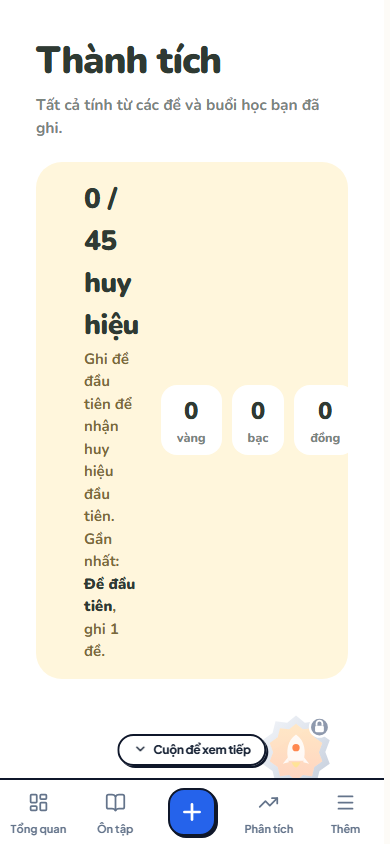 Thành tích
Tất cả tính từ các đề và buổi học bạn đã
ghi.
0 /
45
huy
hiệu
Ghi đề
đầu
tiên để
nhận
huy
hiệu
đầu
tiên.
Gần
nhất:
Đề đầu
tiên,
ghi 1
đề.
0
vàng
0
bạc
0
đồng
Cuộn để xem tiếp
Tổng quan
Ôn tập
Phân tích
Thêm